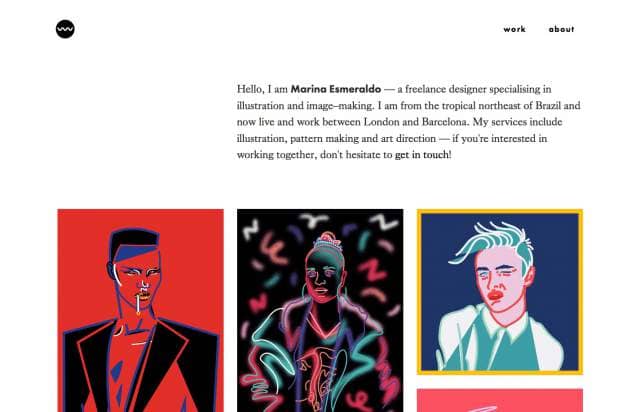 work about
Hello, I am Marina Esmeraldo — a freelance designer specialising in
illustration and image–making. I am from the tropical northeast of Brazil and
now live and work between London and Barcelona. My services include
illustration, pattern making and art direction — if you're interested in
working together, don't hesitate to get in touch!